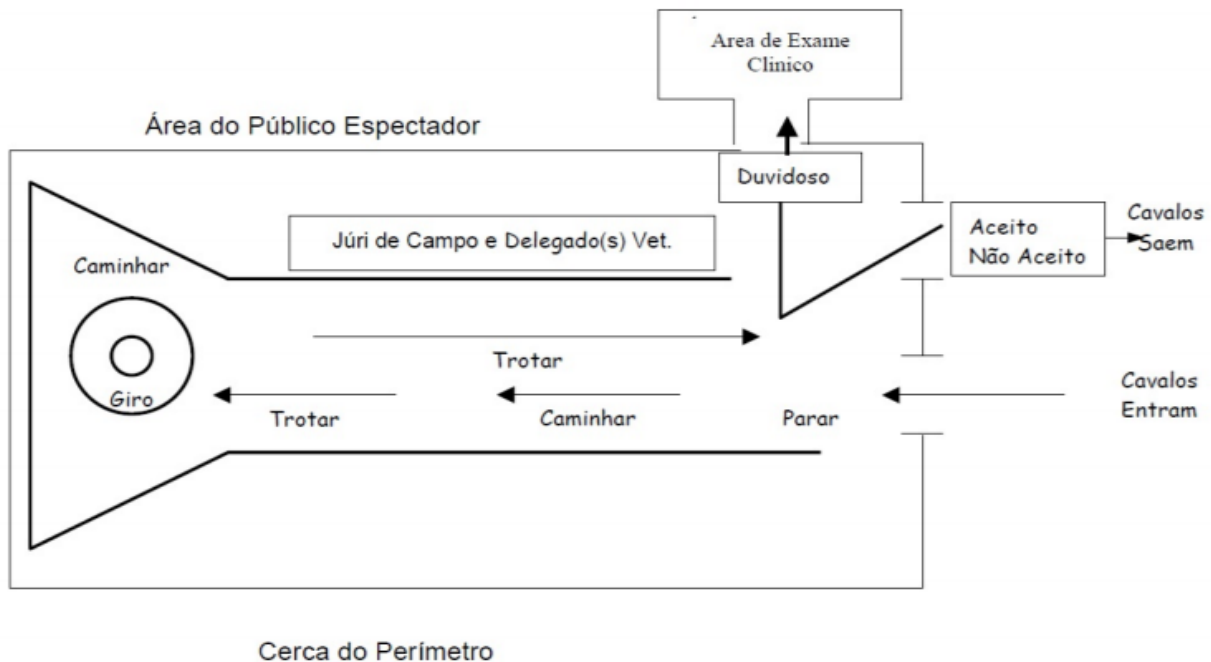 Area de Exame
Clinico
Área do Público Espectador
Duvidoso
Júri de Campo e Delegado(s) Vet.
Aceito
Não Aceito
Cavalos
Saem
Caminhar
Trotar
Giro
Trotar
Caminhar
Parar
Cavalos
Entram
Cerca do Perímetro